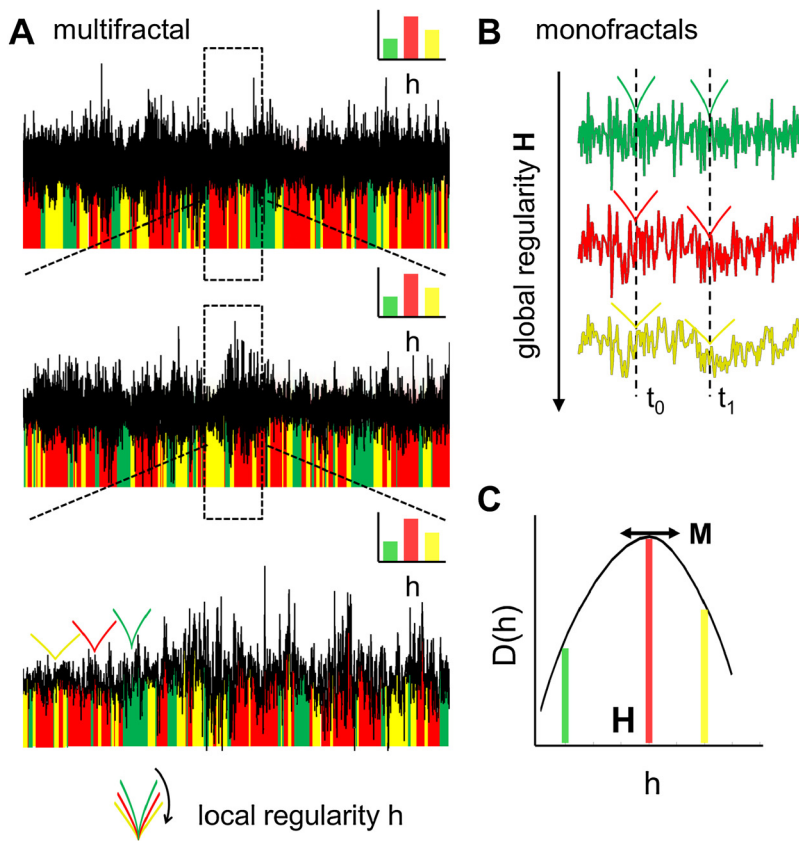 A multifractal
h
h
h
local regularity h
B monofractals
global regularity H
t0 t1
C
M
D(h)
H
h